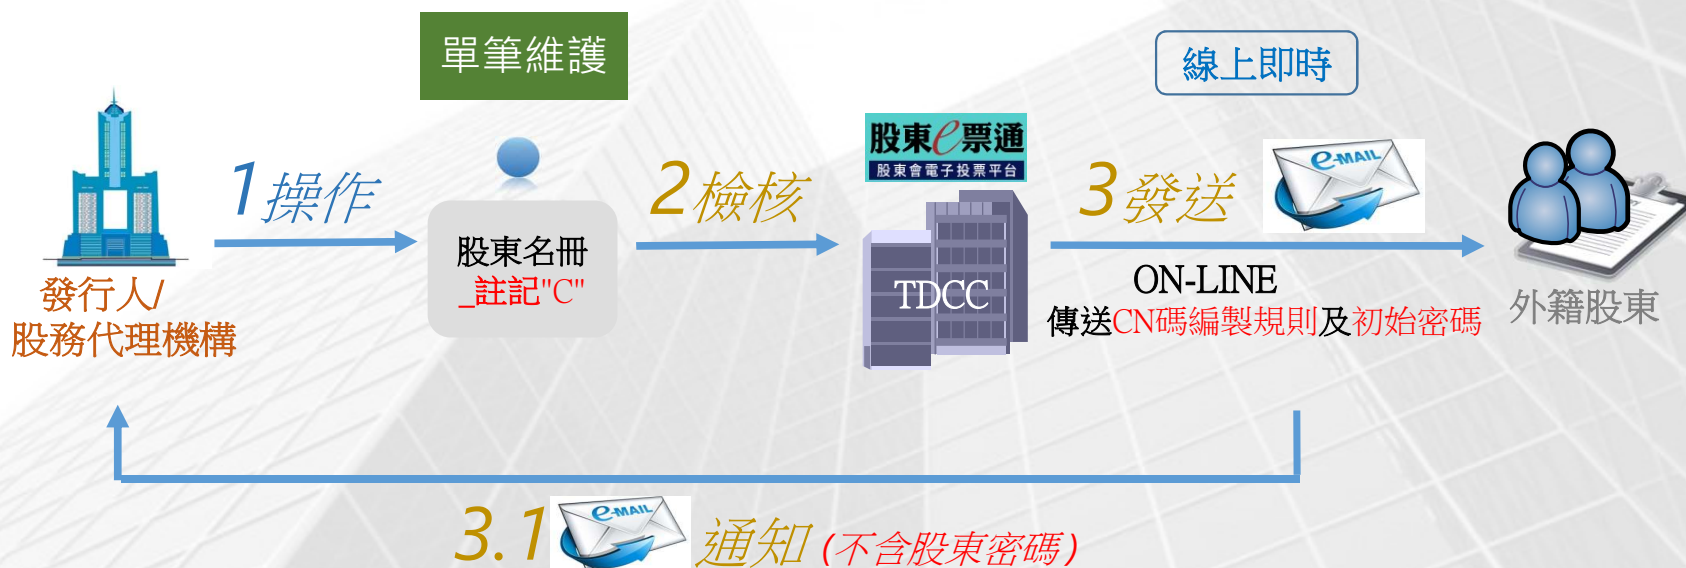 單筆維護
線上即時
股東e票通
股東會電子投票平台
1操作
2檢核
3發送
e-MAIL
股東名冊
_註記"C"
TDCC
ON-LINE
傳送CN碼編製規則及初始密碼
發行人/
股務代理機構
外籍股東
3.1
e-MAIL
通知(不含股東密碼)